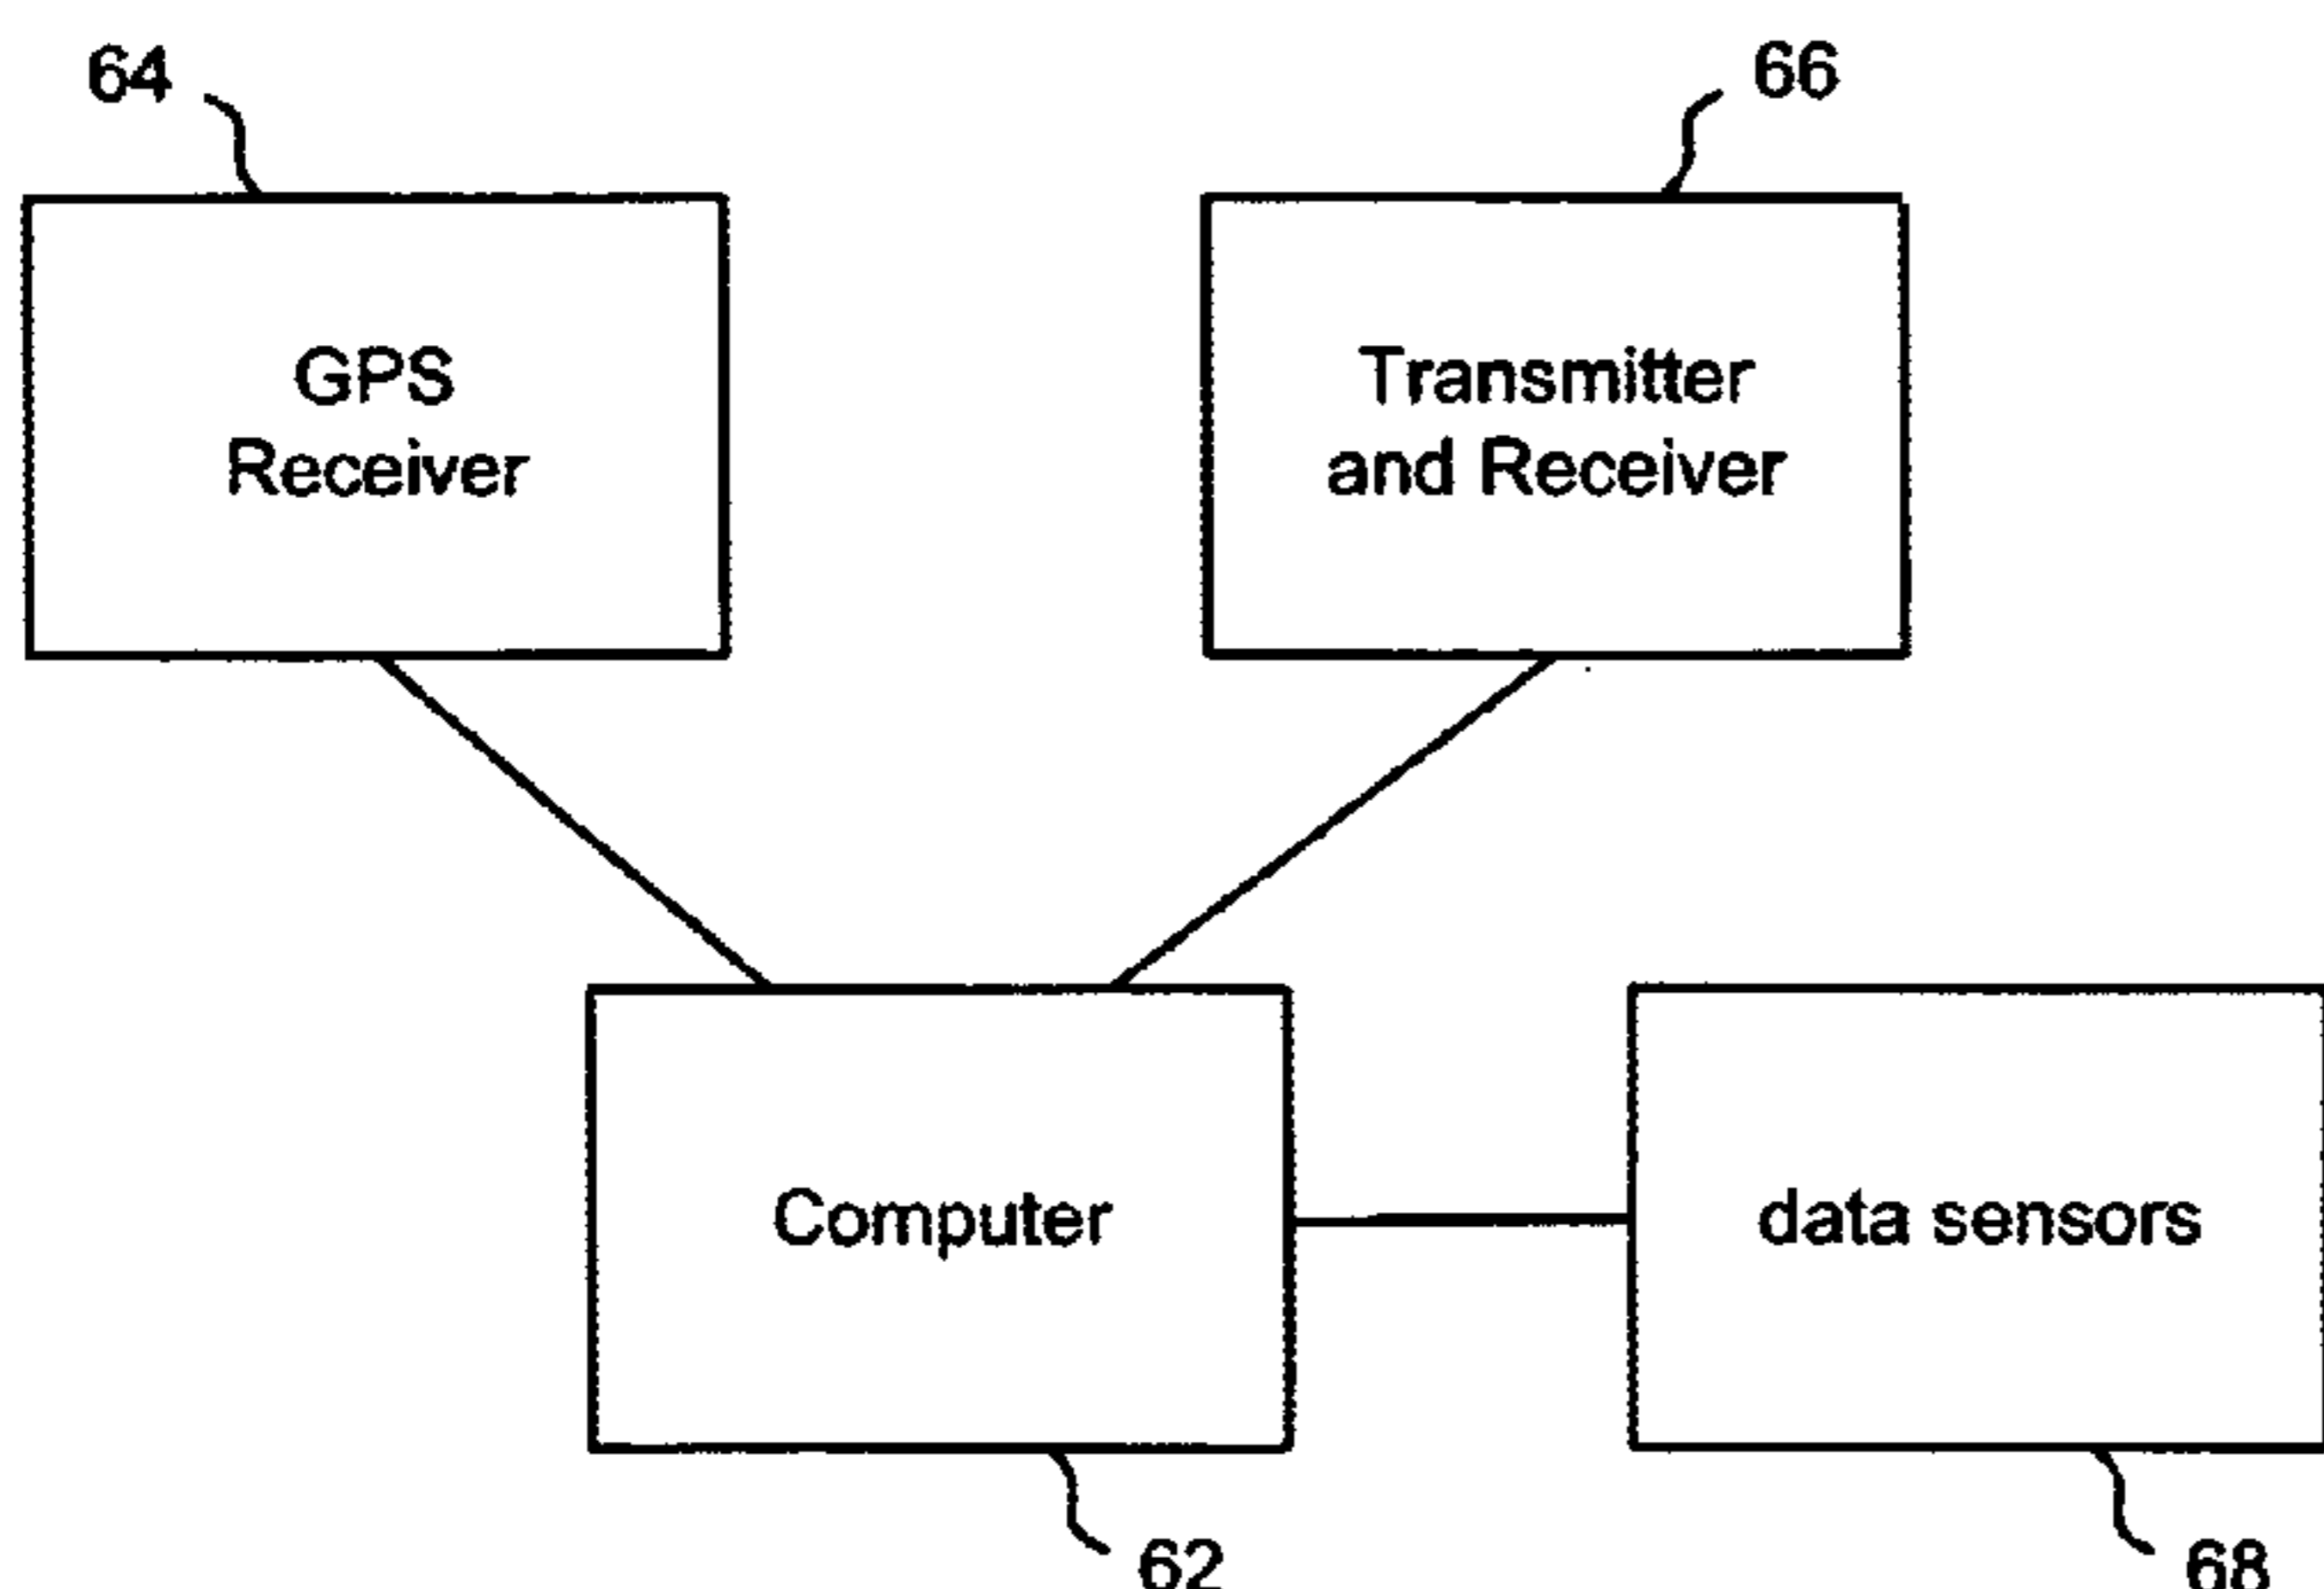 64
66
GPS
Receiver
Transmitter
and Receiver
Computer
data sensors
62
68